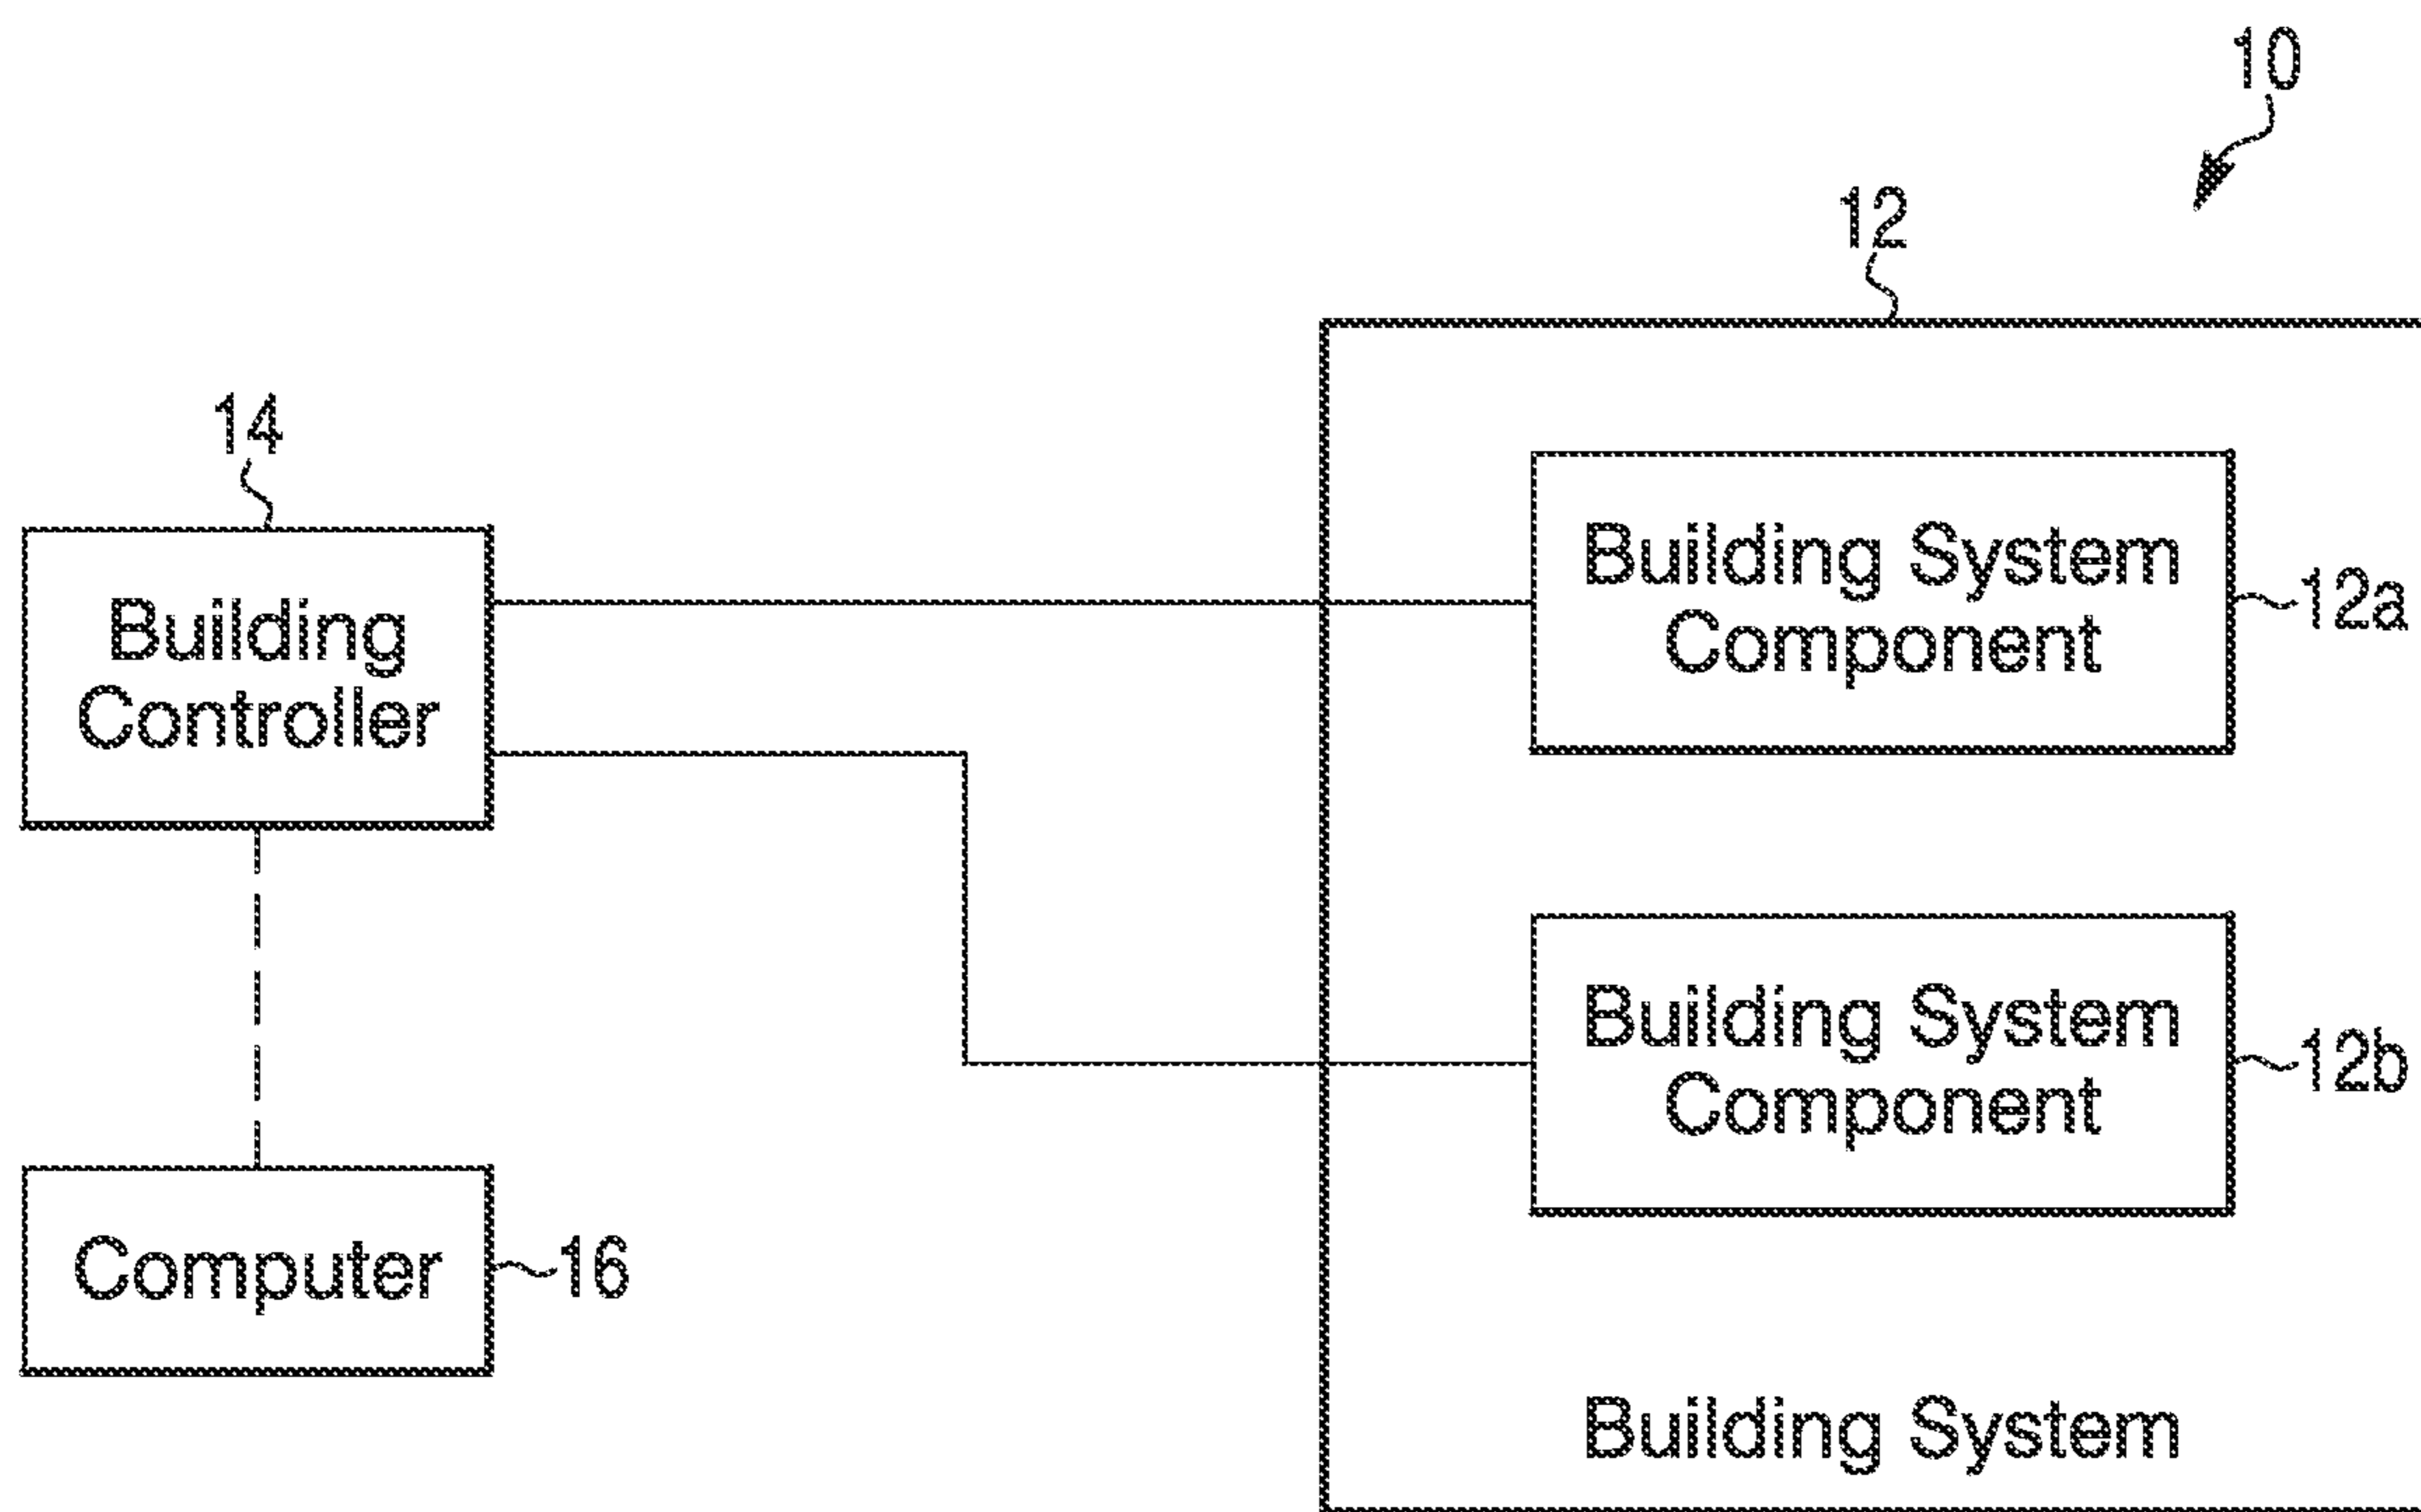 10
12
14
Building System
Component
12a
Building
Controller
Building System
Component
12b
Computer
16
Building System